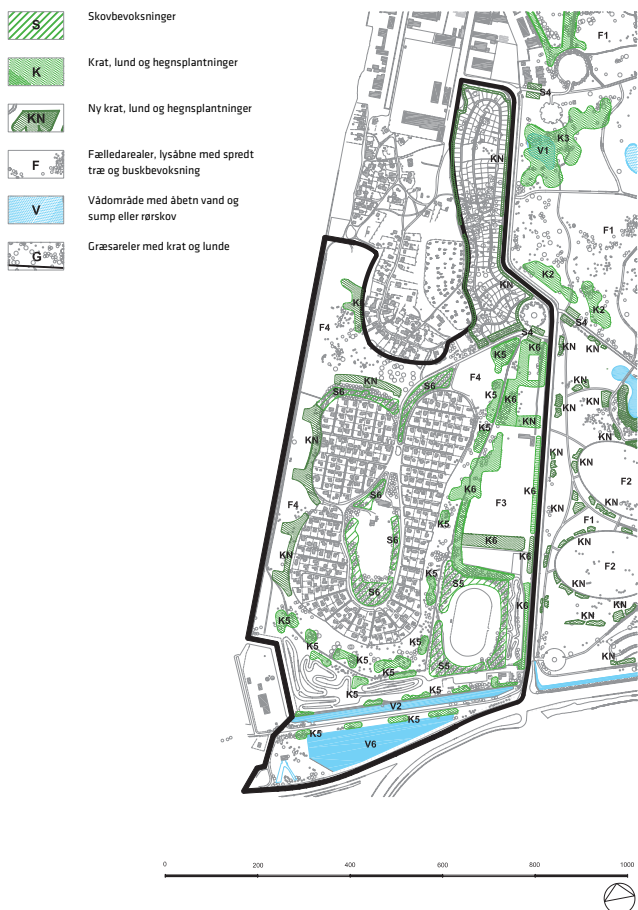 S Skovbevoksninger
K Krat, lund og hegnsplantninger
KN Ny krat, lund og hegnsplantninger
F Fælledarealer, lysåbne med spredt
træ og buskbevoksning
V Vådområde med åbetn vand og
sump eller rørskov
G Græsareler med krat og lunde
F1
S4
K3
KN
V1
F1
K2
KN
K2
KN
S4
F4
S4
KN
KN
K5
K6
KN
S6
F4
S6
K5
K6
KN
KN
KN
K5
KN
KN
KN
KN
S6
K6
K6
KN
F2
F4
F3
KN
K5
F1
S6
K6
KN
KN
K6
F2
K5
S5
KN
S6
K6
KN
K5
KN
K5
K5
KN
K5
S5
KN
K5
K5
K5
V2
K5
K5
V6
0 200 400 600 800 1000